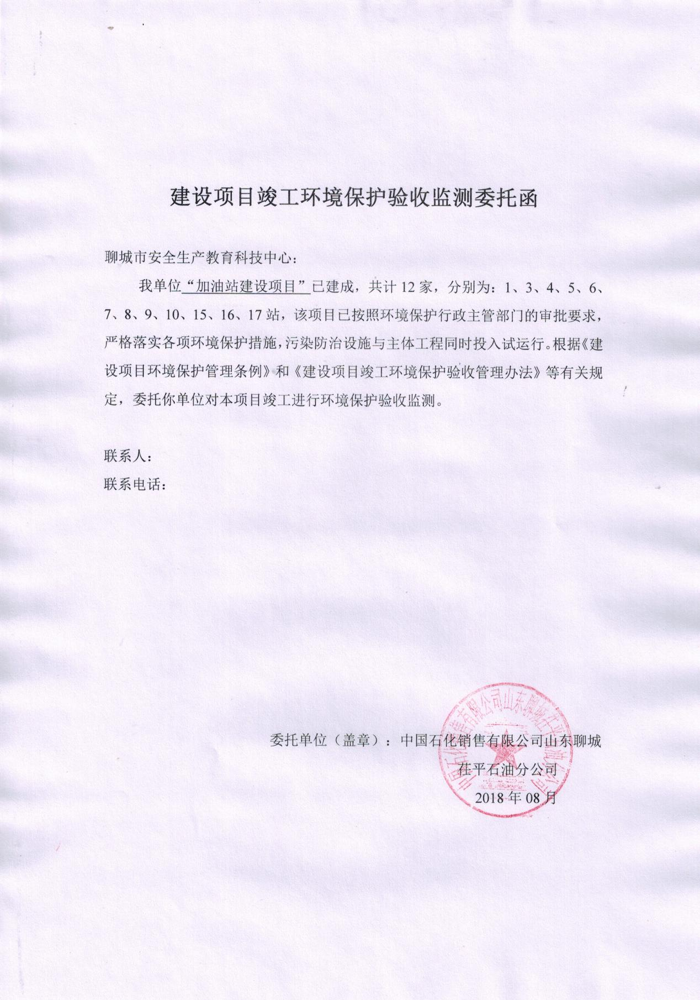 建设项目竣工环境保护验收监测委托函
聊城市安全生产教育科技中心：
我单位“加油站建设项目”已建成，共计 12 家，分别为：1、3、4、5、6、
7、8、9、10、15、16、17 站，该项目已按照环境保护行政主管部门的审批要求，
严格落实各项环境保护措施，污染防治设施与主体工程同时投入试运行。根据《建
设项目环境保护管理条例》和《建设项目竣工环境保护验收管理办法》等有关规
定，委托你单位对本项目竣工进行环境保护验收监测。
联系人：
联系电话：
中国石化销售有限公司山东聊城茌平石油分公司
委托单位（盖章）：中国石化销售有限公司山东聊城
茌平石油分公司
2018 年 08 月